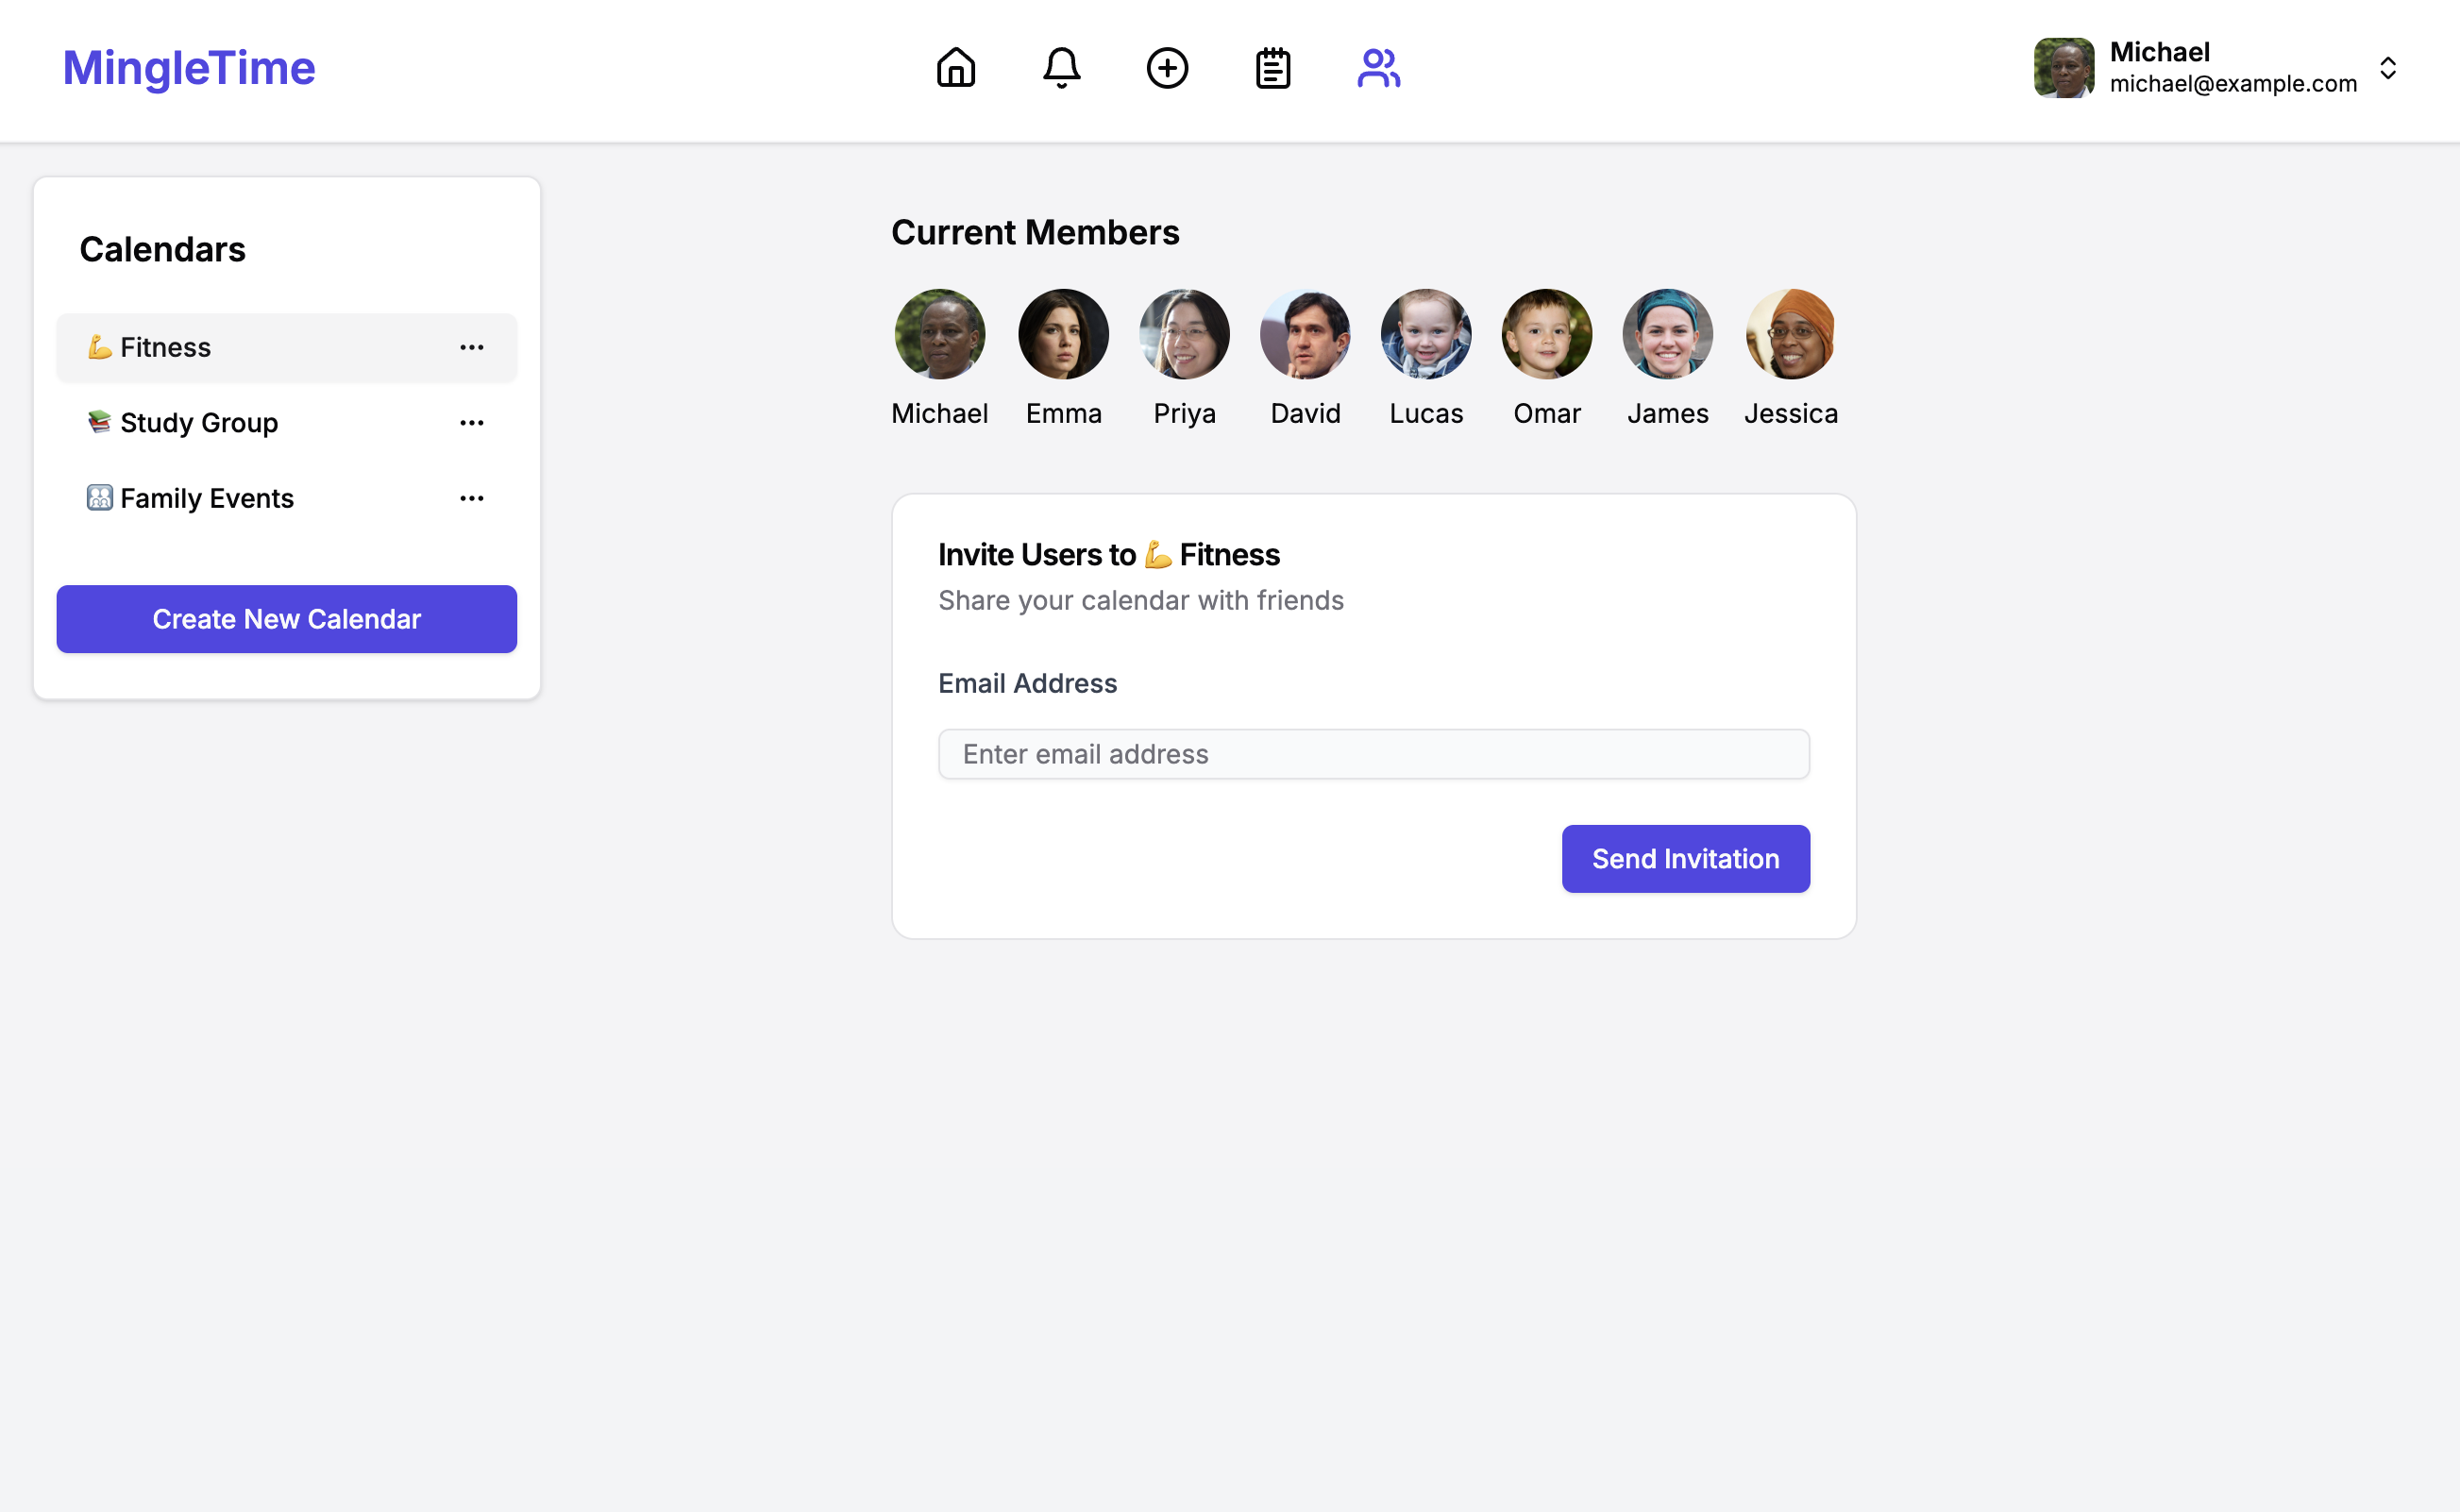 MingleTime
Michael
michael@example.com
Calendars
💪 Fitness
📚 Study Group
👨‍👩‍👧‍👦 Family Events
Create New Calendar
Current Members
Michael Emma Priya David Lucas Omar James Jessica
Invite Users to 💪 Fitness
Share your calendar with friends
Email Address
Enter email address
Send Invitation